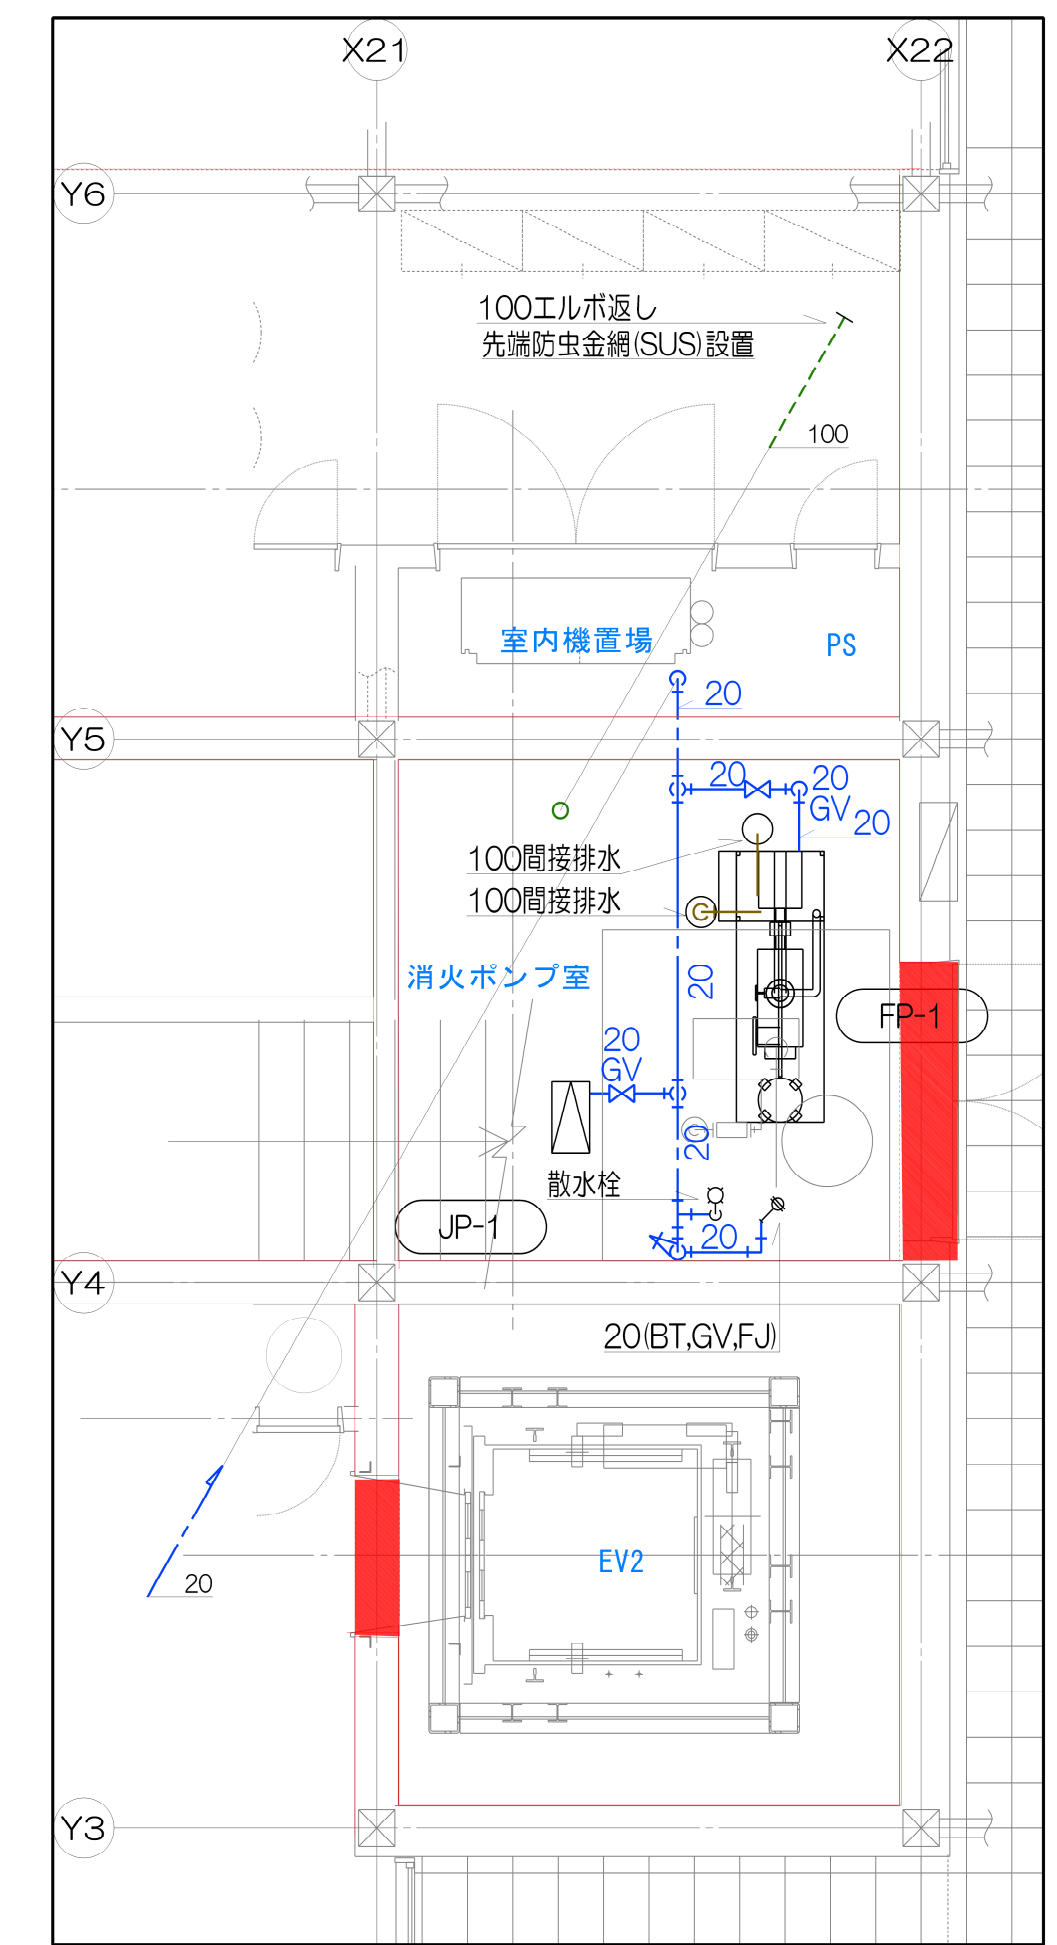 X21
X22
Y6
100エルボ返し
先端防虫金網(SUS)設置
100
室内機置場
PS
20
Y5
20
20
GV
20
100間接排水
100間接排水
C
消火ポンプ室
20
FP-1
20
GV
20
散水栓
JP-1
20
Y4
20(BT,GV,FJ)
EV2
20
Y3